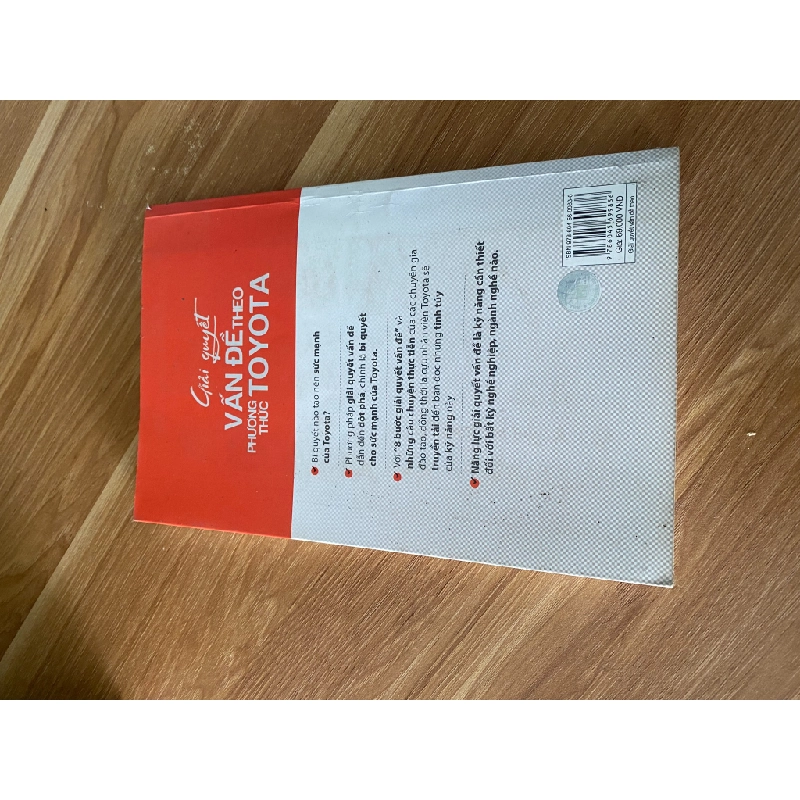 Giải quyết
VẤN ĐỀ THEO
PHƯƠNG THỨC TOYOTA
Bí quyết nào tạo nên sức mạnh
của Toyota?
Phương pháp giải quyết vấn đề
dẫn đến đột phá, chính là bí quyết
cho sức mạnh của Toyota.
Với "8 bước giải quyết vấn đề" và
những câu chuyện thực tiễn của các chuyên gia
đào tạo, đồng thời là cựu nhân viên Toyota sẽ
truyền tải đến bạn đọc những tinh túy
của kỹ năng này.
Năng lực giải quyết vấn đề là kỹ năng cần thiết
đối với bất kỳ nghề nghiệp, ngành nghề nào.
Giá: 69.000 VND